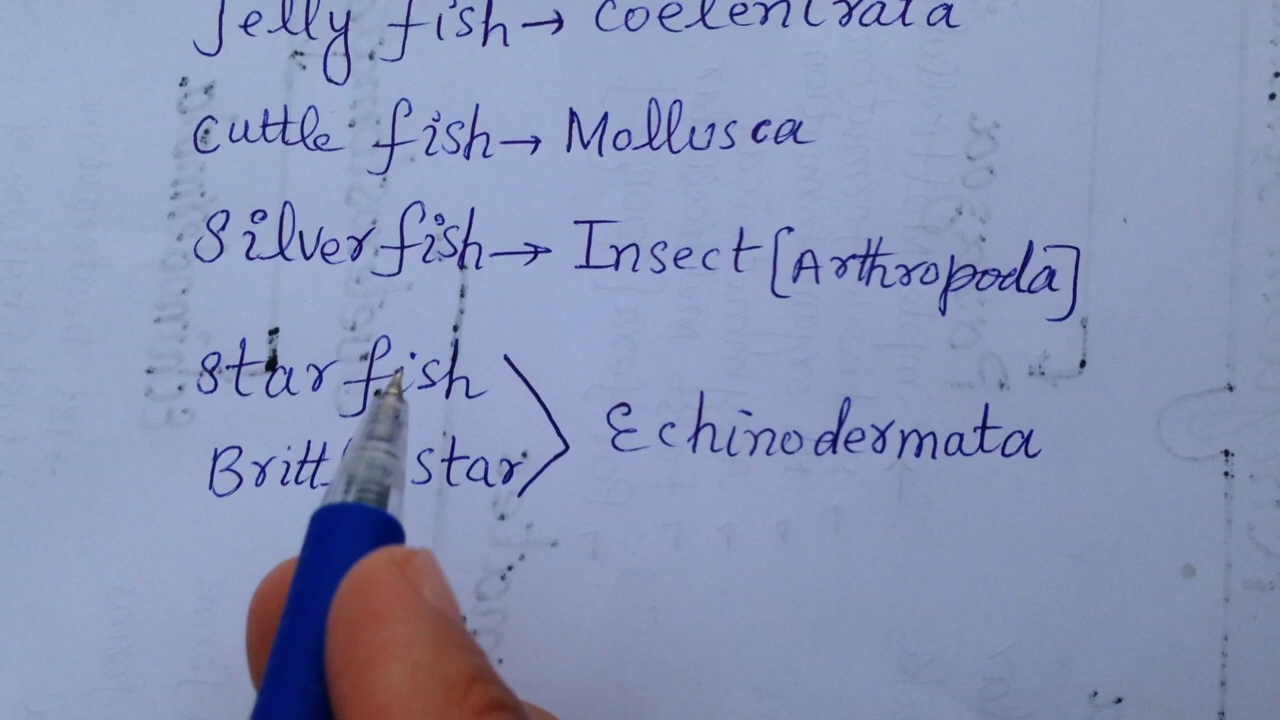 Jelly fish → Coelentrata
Cuttle fish → Mollusca
Silver fish → Insect [Arthropoda]
Star fish
Echinodermata
star